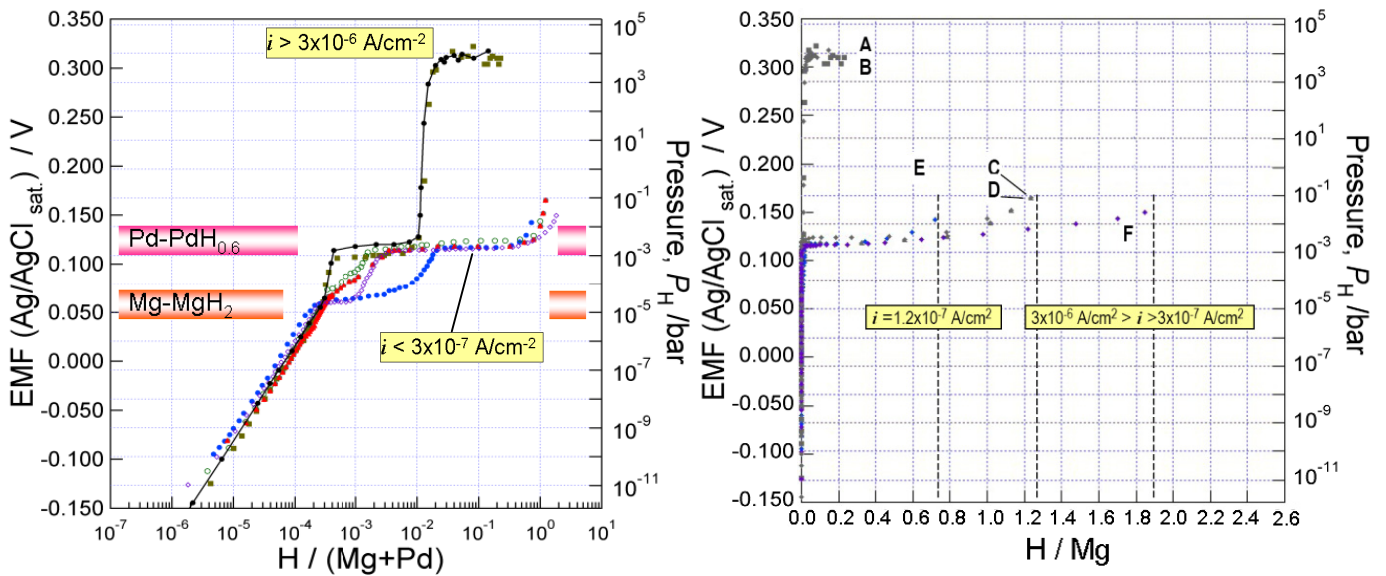 EMF (Ag/AgCl sat.) / V
0.350
0.300
0.250
0.200
0.150
0.100
0.050
0.000
-0.050
-0.100
-0.150
i > 3x10-6 A/cm-2
Pd-PdH0.6
Mg-MgH2
i < 3x10-7 A/cm-2
10-7 10-6 10-5 10-4 10-3 10-2 10-1 100 101
H / (Mg+Pd)
105
103
101
10-1
10-3
10-5
10-7
10-9
10-11
Pressure, PH /bar
EMF (Ag/AgCl sat.) / V
0.350
0.300
0.250
0.200
0.150
0.100
0.050
0.000
-0.050
-0.100
-0.150
A
B
E
C
D
F
i =1.2x10-7 A/cm2
3x10-6 A/cm2 > i >3x10-7 A/cm2
0.0 0.2 0.4 0.6 0.8 1.0 1.2 1.4 1.6 1.8 2.0 2.2 2.4 2.6
H / Mg
105
103
101
10-1
10-3
10-5
10-7
10-9
10-11
Pressure, PH /bar